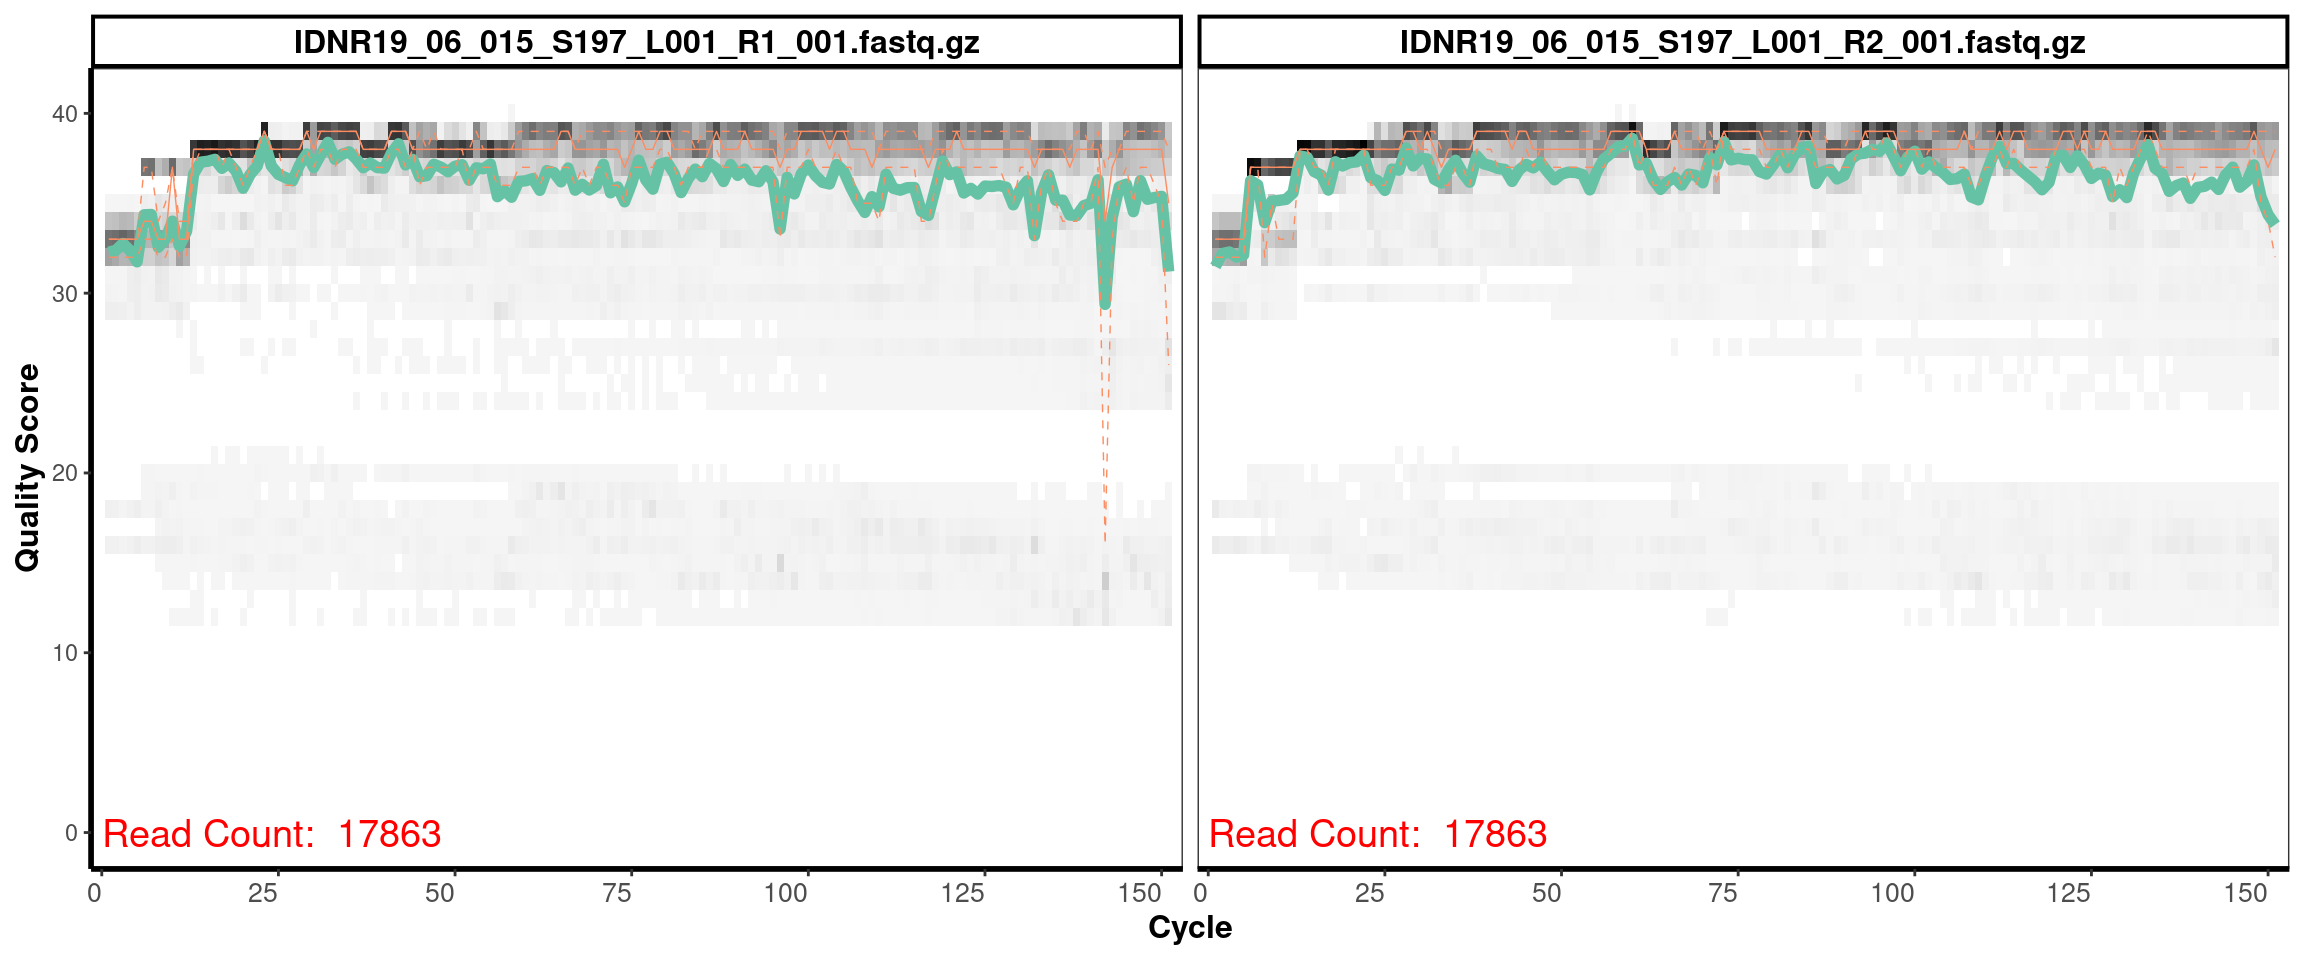 IDNR19_06_015_S197_L001_R1_001.fastq.gz
IDNR19_06_015_S197_L001_R2_001.fastq.gz
Quality Score
40
30
20
10
0
Read Count: 17863
Read Count: 17863
0 25 50 75 100 125 150
0 25 50 75 100 125 150
Cycle